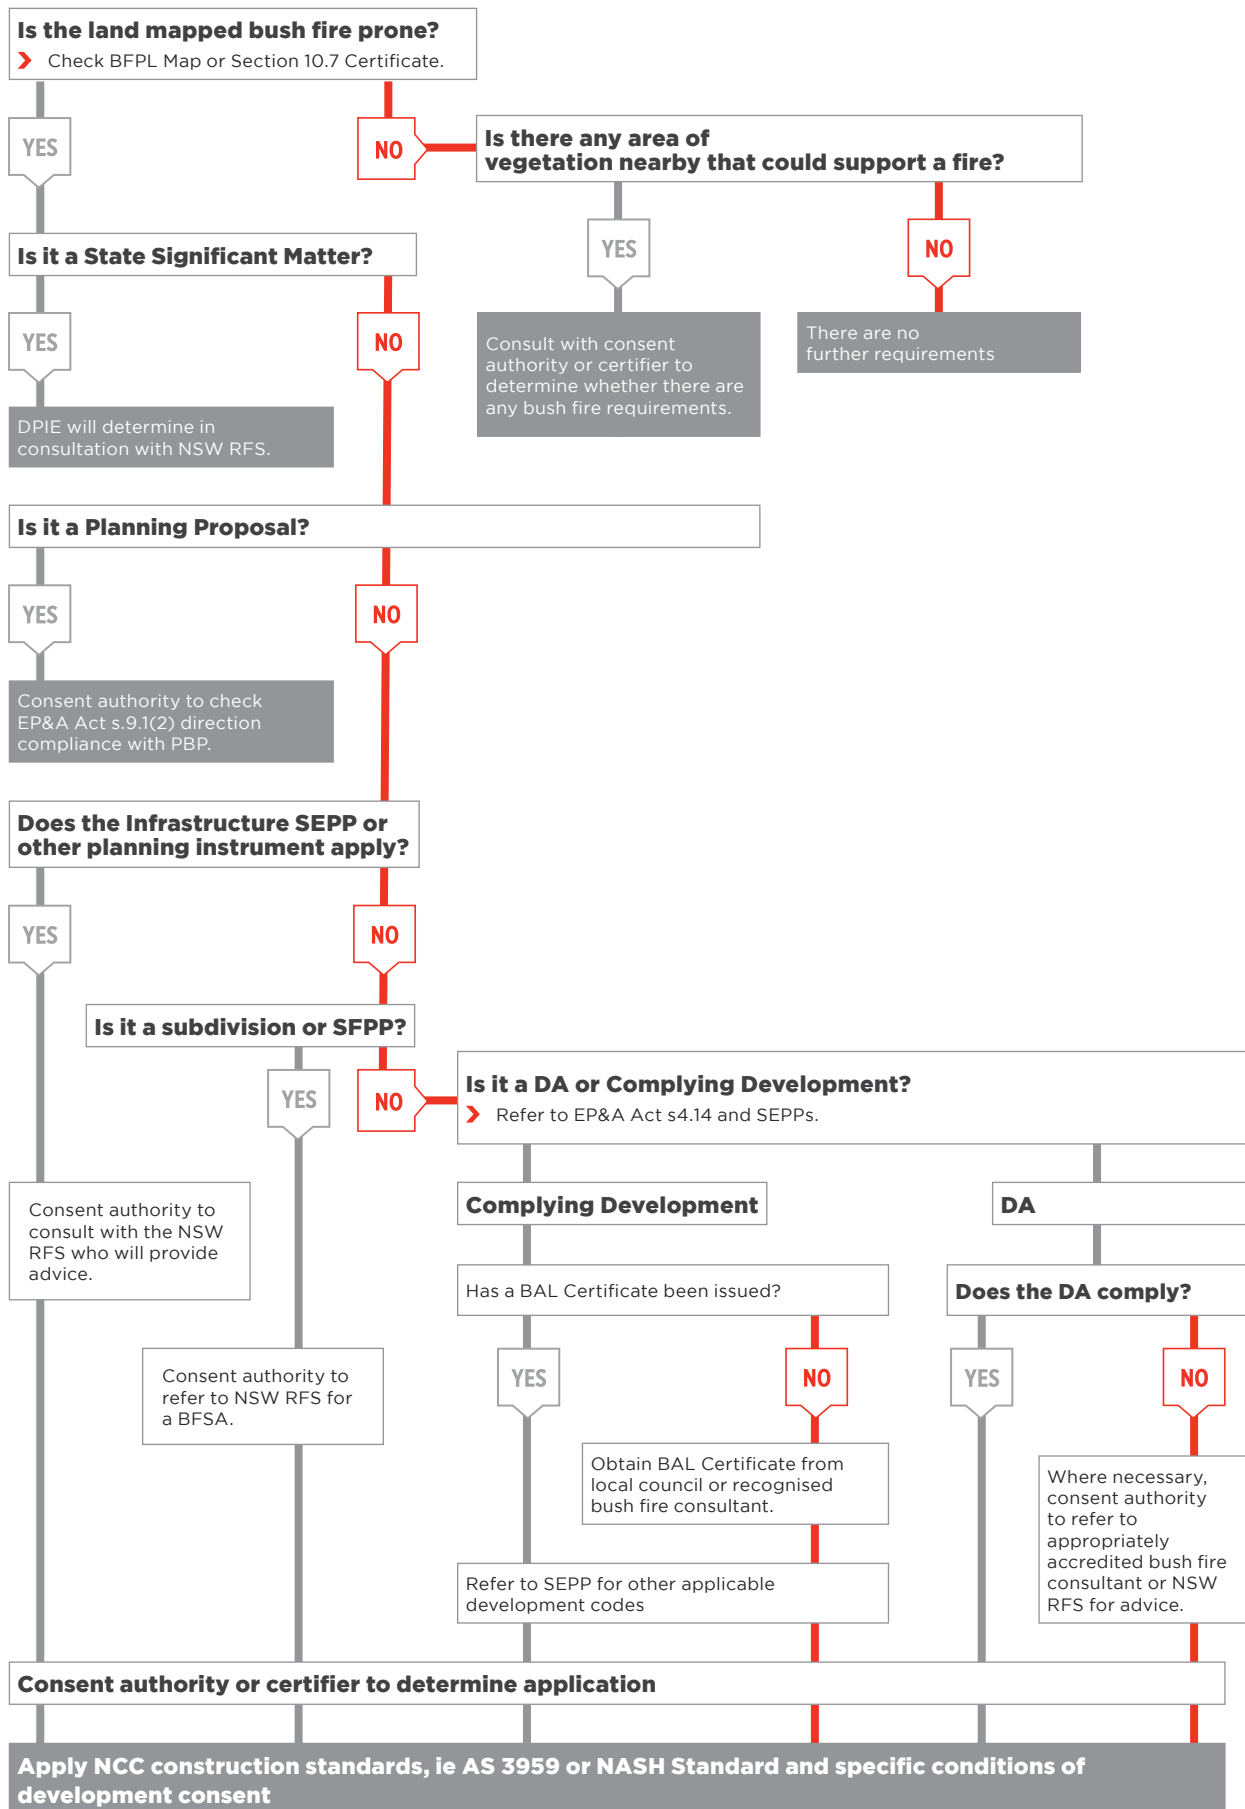 Is the land mapped bush fire prone?
Check BFPL Map or Section 10.7 Certificate.
YES
NO
Is there any area of
vegetation nearby that could support a fire?
YES
NO
Consult with consent
authority or certifier to
determine whether there are
any bush fire requirements.
There are no
further requirements
Is it a State Significant Matter?
YES
NO
DPIE will determine in
consultation with NSW RFS.
Is it a Planning Proposal?
YES
NO
Consent authority to check
EP&A Act s.9.1(2) direction
compliance with PBP.
Does the Infrastructure SEPP or
other planning instrument apply?
YES
NO
Is it a subdivision or SFPP?
YES
NO
Is it a DA or Complying Development?
Refer to EP&A Act s4.14 and SEPPs.
Consent authority to
consult with the NSW
RFS who will provide
advice.
Consent authority to
refer to NSW RFS for
a BFSA.
Complying Development
Has a BAL Certificate been issued?
YES
NO
Obtain BAL Certificate from
local council or recognised
bush fire consultant.
Refer to SEPP for other applicable
development codes
DA
Does the DA comply?
YES
NO
Where necessary,
consent authority
to refer to
appropriately
accredited bush fire
consultant or NSW
RFS for advice.
Consent authority or certifier to determine application
Apply NCC construction standards, ie AS 3959 or NASH Standard and specific conditions of
development consent